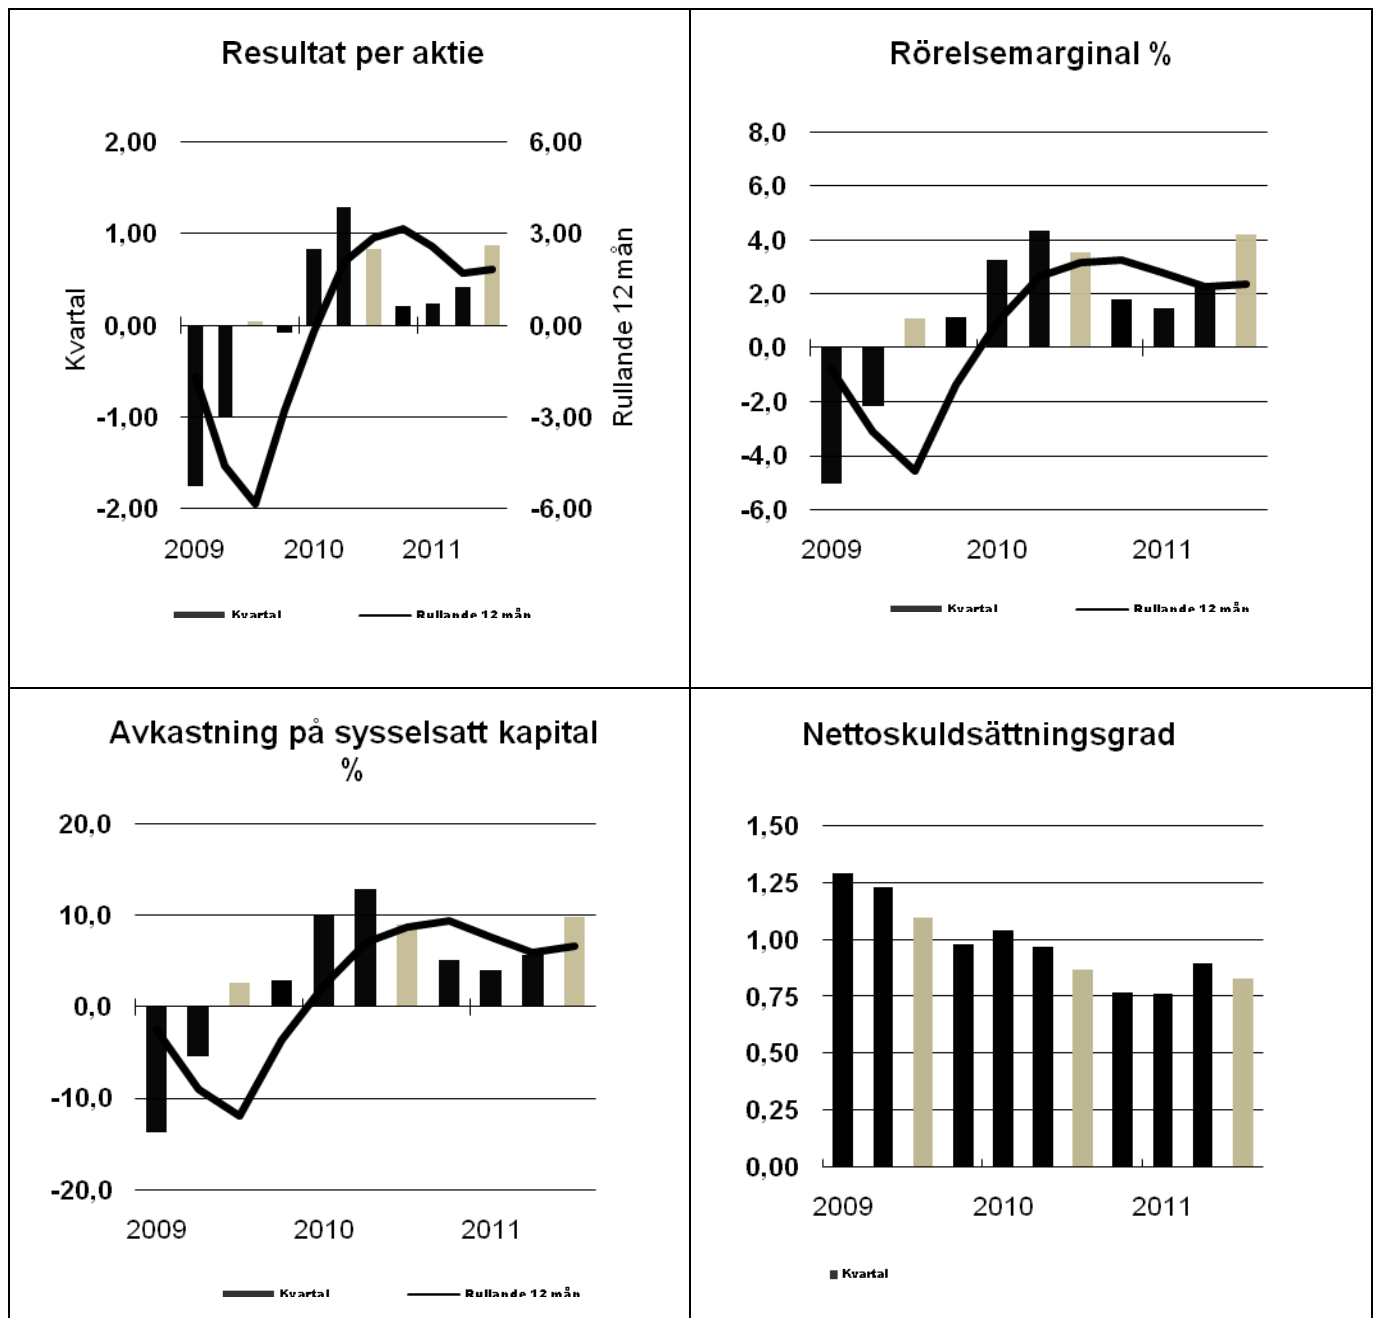 Resultat per aktie
2,00
1,00
0,00
-1,00
-2,00
Kvartal
6,00
3,00
0,00
-3,00
-6,00
Rullande 12 mån
2009 2010 2011
Kvartal Rullande 12 mån
Rörelsemarginal %
8,0
6,0
4,0
2,0
0,0
-2,0
-4,0
-6,0
2009 2010 2011
Kvartal Rullande 12 mån
Avkastning på sysselsatt kapital
%
20,0
10,0
0,0
-10,0
-20,0
2009 2010 2011
Kvartal Rullande 12 mån
Nettoskuldsättningsgrad
1,50
1,25
1,00
0,75
0,50
0,25
0,00
2009 2010 2011
Kvartal